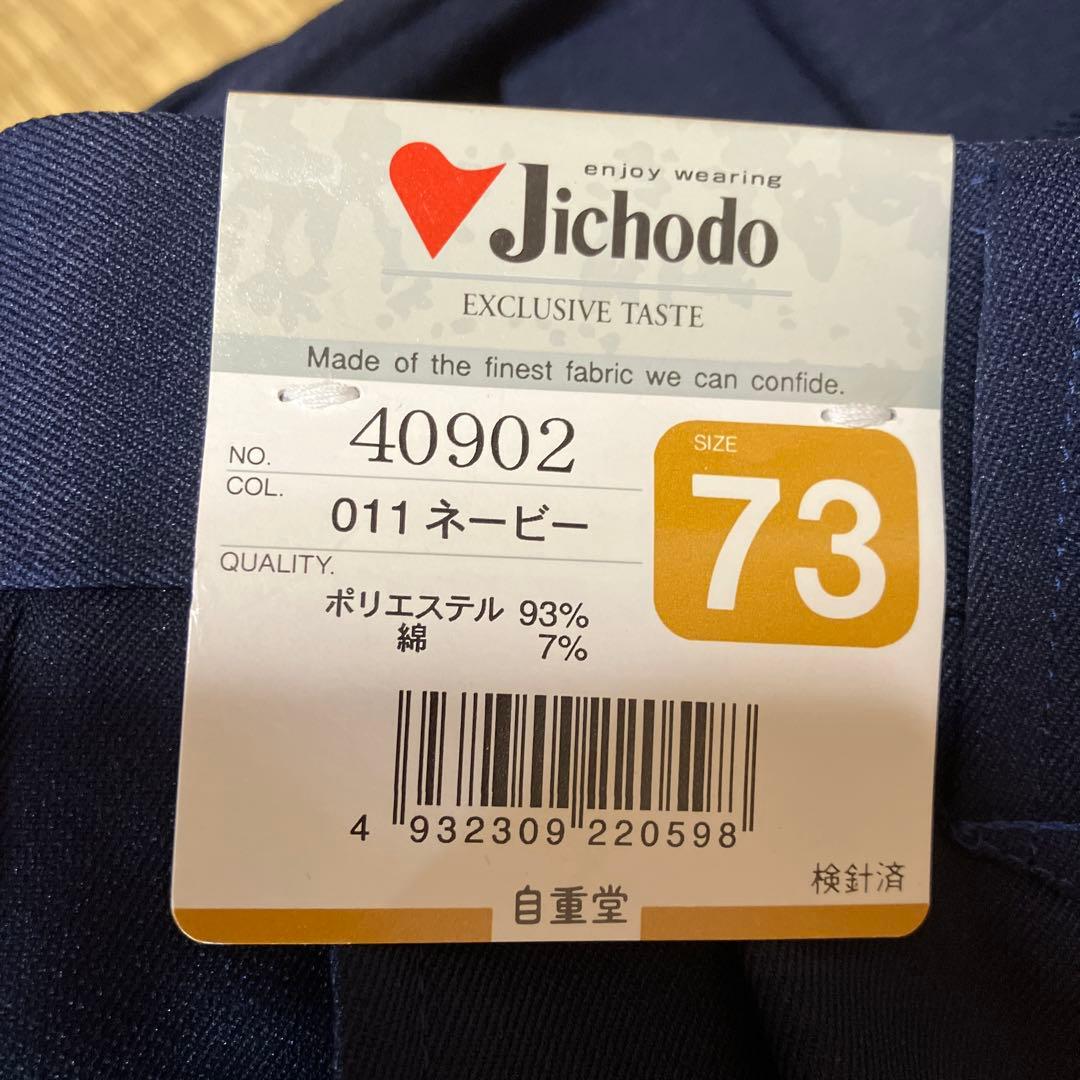 enjoy wearing
Jichodo
EXCLUSIVE TASTE
Made of the finest fabric we can confide.
NO. 40902
COL. 011 ネービー
SIZE
73
QUALITY.
ポリエステル 93%
綿 7%
4 932309 220598
検針済
自重堂